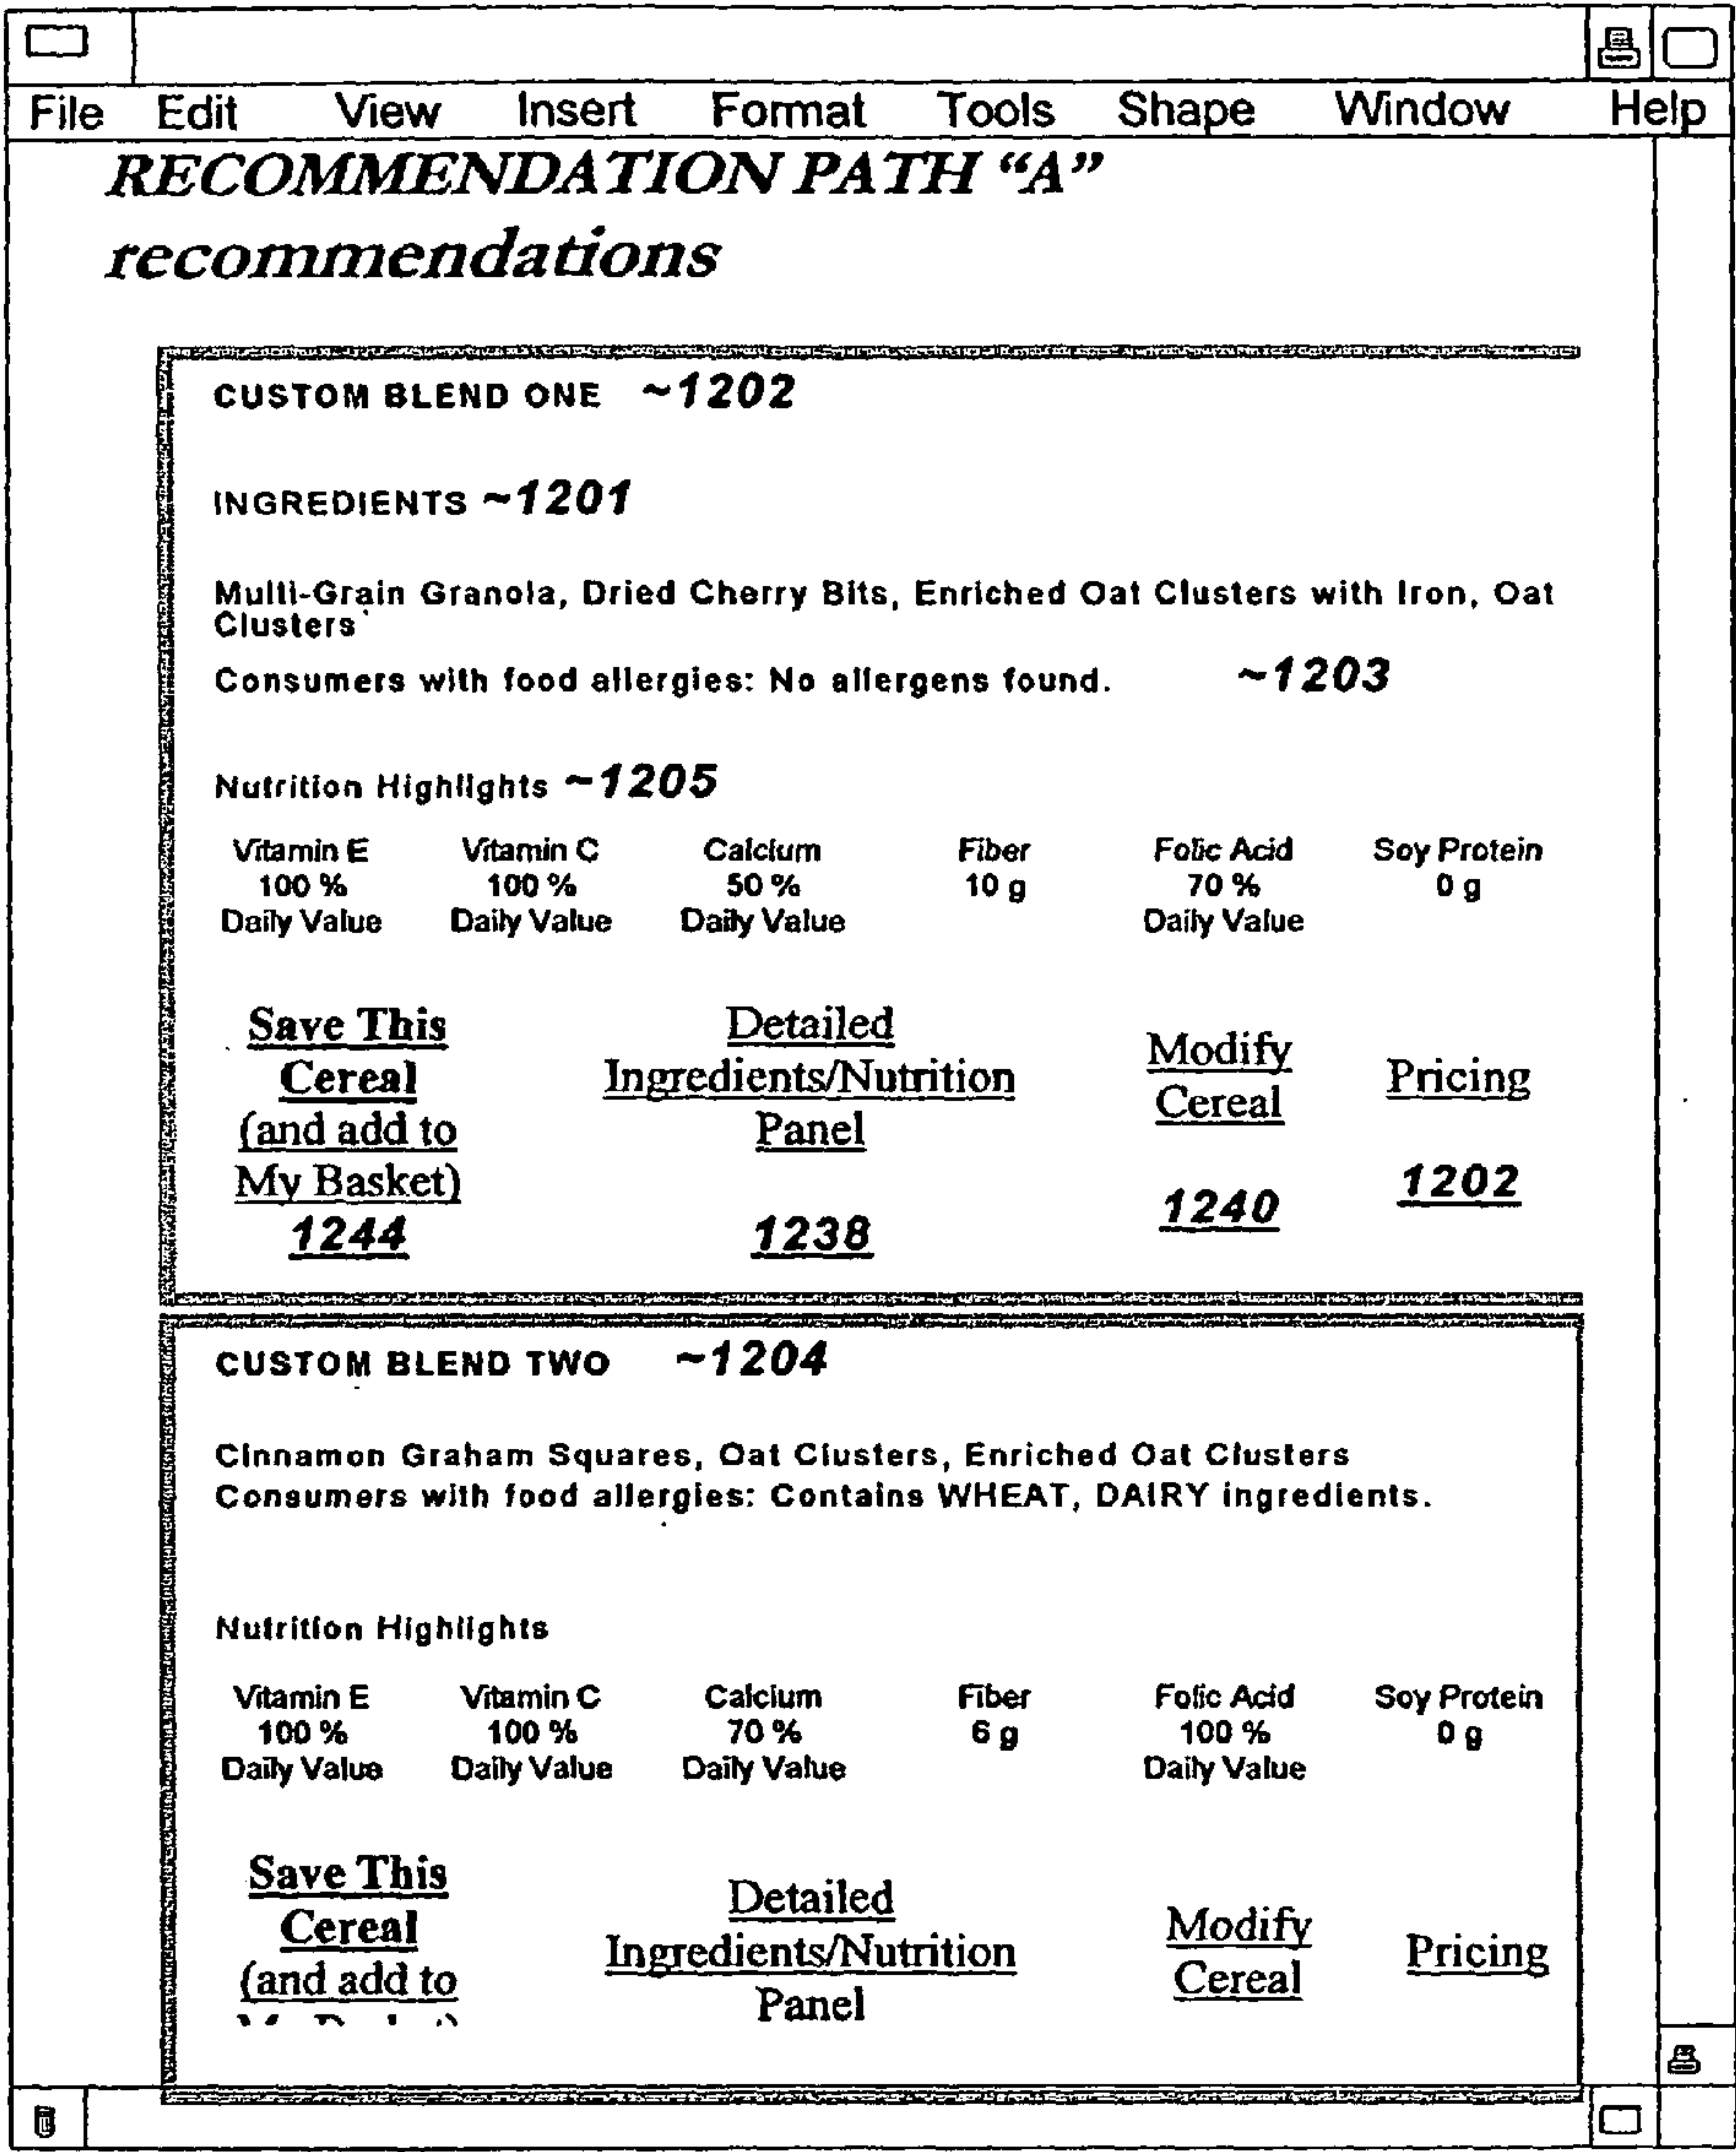 File Edit View Insert Format Tools Shape Window Help
RECOMMENDATION PATH “A”
recommendations
CUSTOM BLEND ONE ~1202
INGREDIENTS ~1201
Multi-Grain Granola, Dried Cherry Bits, Enriched Oat Clusters with Iron, Oat
Clusters
Consumers with food allergies: No allergens found. ~1203
Nutrition Highlights ~1205
Vitamin E Vitamin C Calcium Fiber Folic Acid Soy Protein
100 % 100 % 50 % 10 g 70 % 0 g
Daily Value Daily Value Daily Value Daily Value
Save This
Cereal
(and add to
My Basket)
1244
Detailed
Ingredients/Nutrition
Panel
1238
Modify
Cereal
1240
Pricing
1202
CUSTOM BLEND TWO ~1204
Cinnamon Graham Squares, Oat Clusters, Enriched Oat Clusters
Consumers with food allergies: Contains WHEAT, DAIRY ingredients.
Nutrition Highlights
Vitamin E Vitamin C Calcium Fiber Folic Acid Soy Protein
100 % 100 % 70 % 6 g 100 % 0 g
Daily Value Daily Value Daily Value Daily Value
Save This
Cereal
(and add to
Detailed
Ingredients/Nutrition
Panel
Modify
Cereal
Pricing